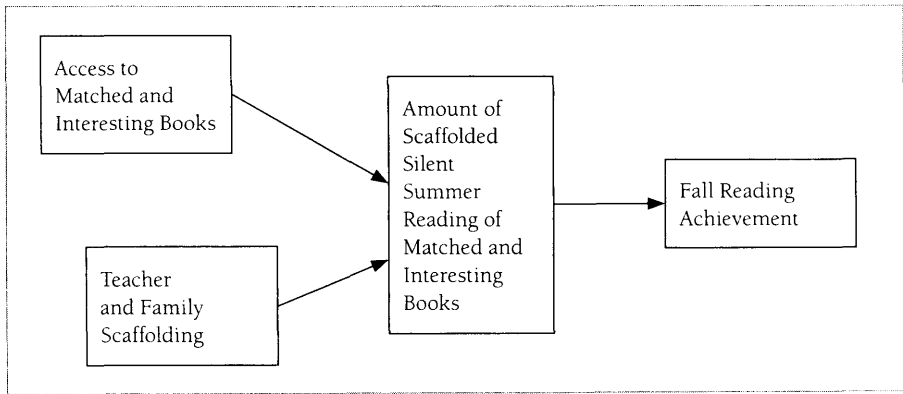 Access to
Matched and
Interesting Books
Teacher
and Family
Scaffolding
Amount of
Scaffolded
Silent
Summer
Reading of
Matched and
Interesting
Books
Fall Reading
Achievement